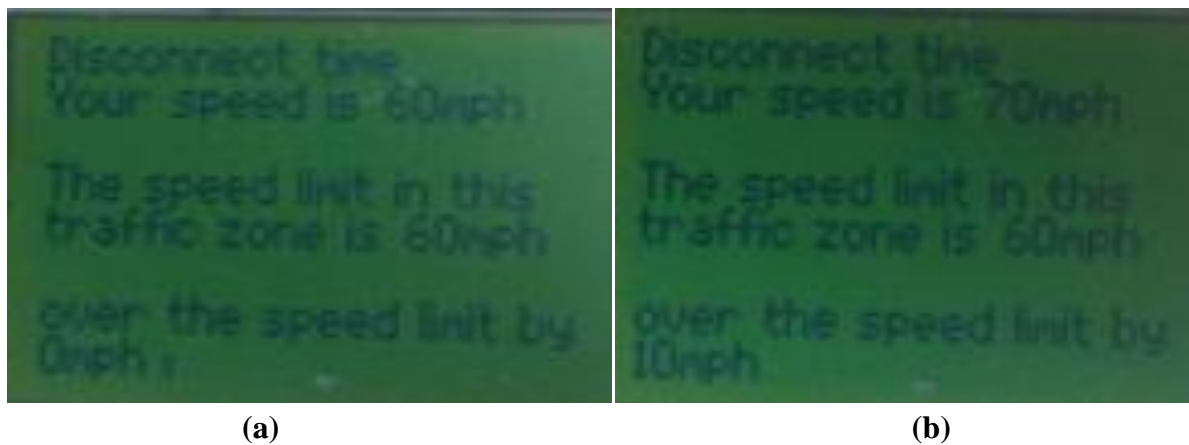 Disconnect time
Your speed is 60mph
The speed limit in this
traffic zone is 60mph
over the speed limit by
0mph
(a)
Disconnect time
Your speed is 70mph
The speed limit in this
traffic zone is 60mph
over the speed limit by
10mph
(b)